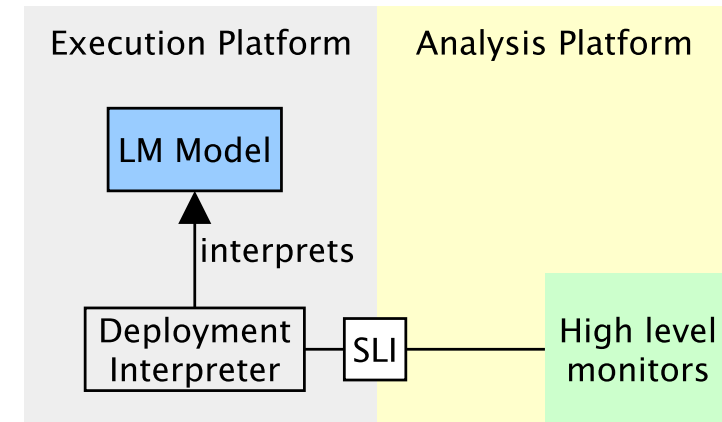 Execution Platform
Analysis Platform
LM Model
interprets
Deployment
Interpreter
SLI
High level
monitors